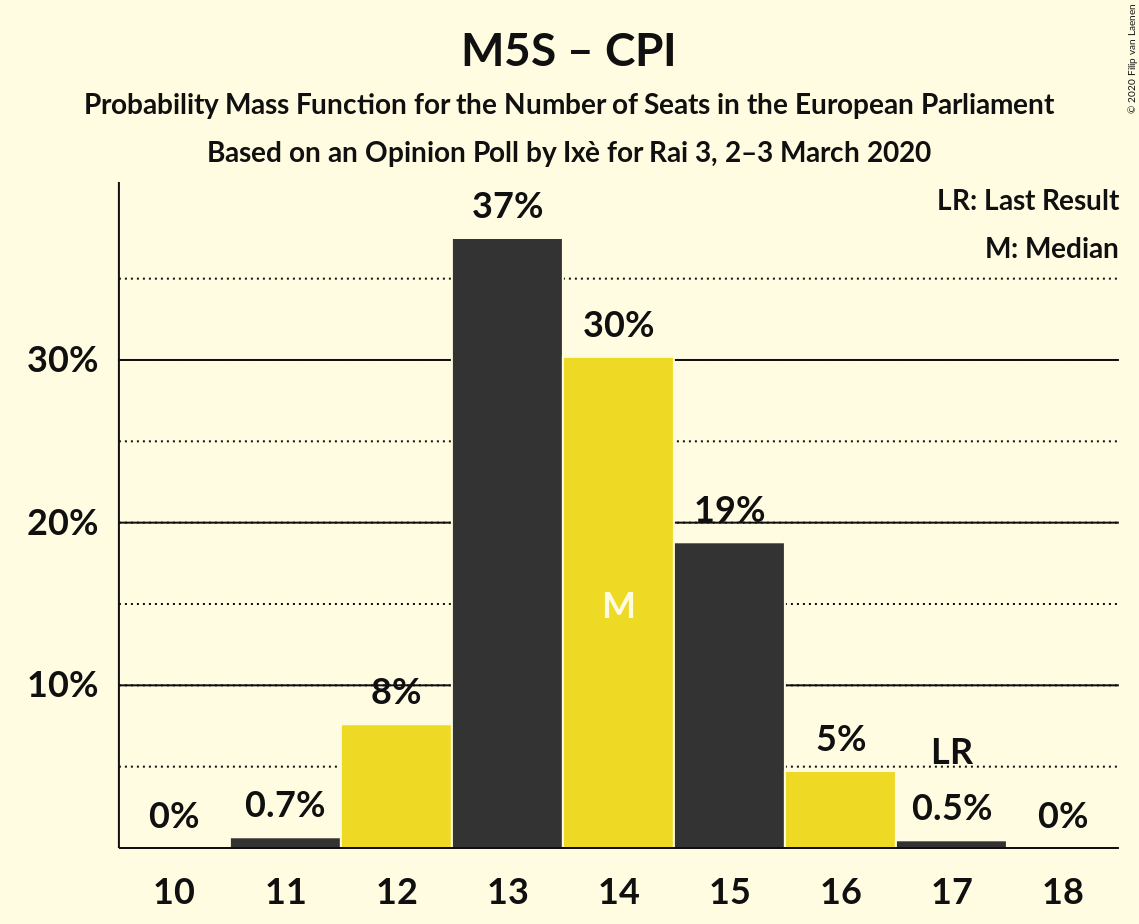 M5S – CPI
Probability Mass Function for the Number of Seats in the European Parliament
Based on an Opinion Poll by Ixè for Rai 3, 2–3 March 2020
© 2020 Filip van Laenen
LR: Last Result
M: Median
37%
30%
30%
20%
19%
M
10%
8%
5%
LR
0%
0.7%
0.5%
0%
10 11 12 13 14 15 16 17 18